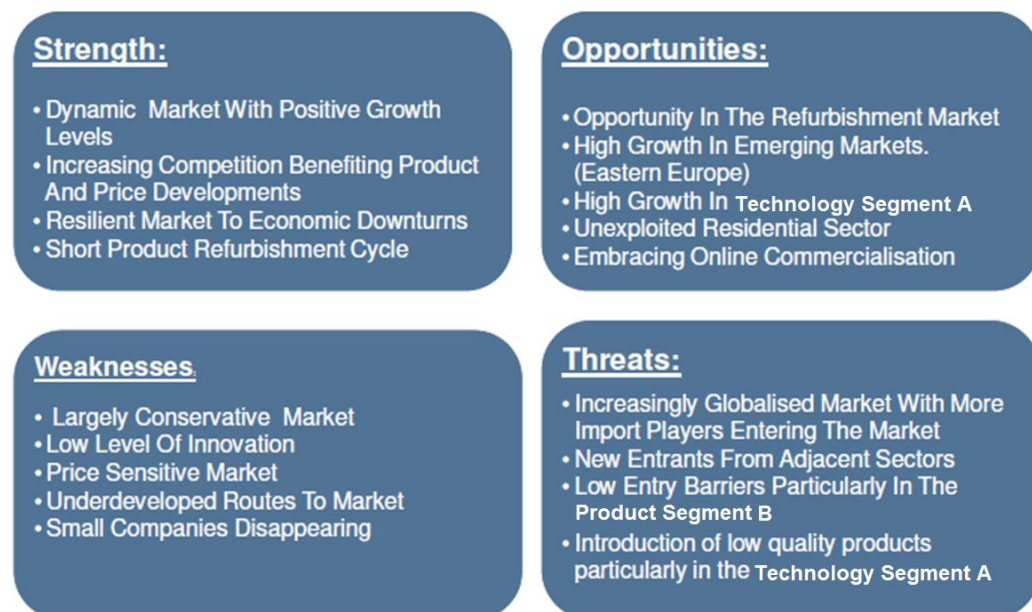 Strength:
• Dynamic Market With Positive Growth
Levels
• Increasing Competition Benefiting Product
And Price Developments
• Resilient Market To Economic Downturns
• Short Product Refurbishment Cycle
Opportunities:
• Opportunity In The Refurbishment Market
• High Growth In Emerging Markets.
(Eastern Europe)
• High Growth In Technology Segment A
• Unexploited Residential Sector
• Embracing Online Commercialisation
Weaknesses:
• Largely Conservative Market
• Low Level Of Innovation
• Price Sensitive Market
• Underdeveloped Routes To Market
• Small Companies Disappearing
Threats:
• Increasingly Globalised Market With More
Import Players Entering The Market
• New Entrants From Adjacent Sectors
• Low Entry Barriers Particularly In The
Product Segment B
• Introduction of low quality products
particularly in the Technology Segment A